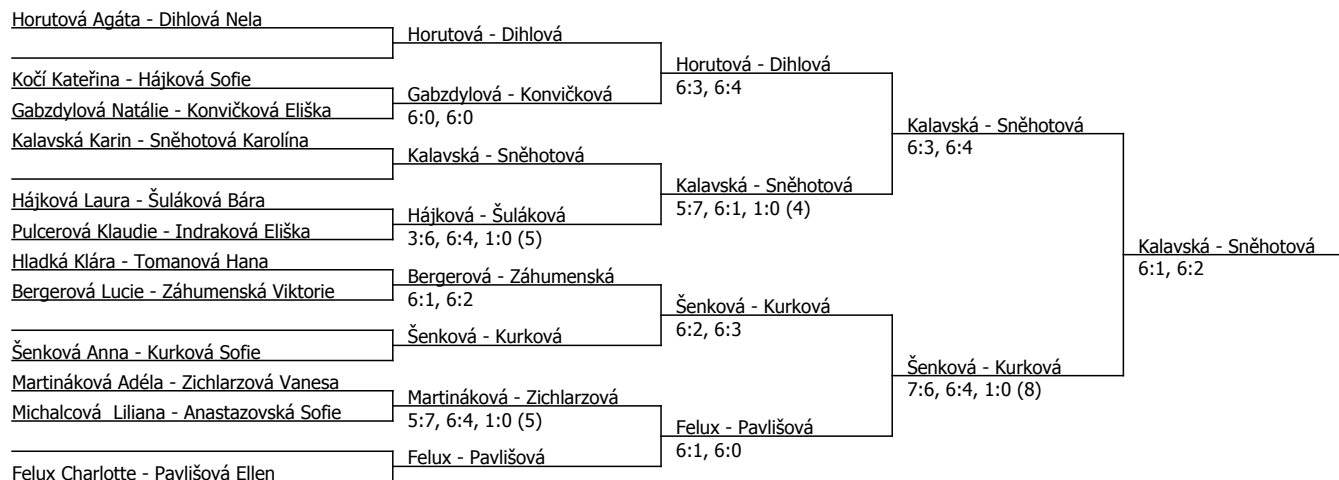 Horutová Agáta - Dihlová Nela
Kočí Kateřina - Hájková Sofie
Gabzdylová Natálie - Konvičková Eliška
Kalavská Karin - Sněhotová Karolína
Hájková Laura - Šuláková Bára
Pulcerová Klaudie - Indraková Eliška
Hladká Klára - Tomanová Hana
Bergerová Lucie - Záhumenská Viktorie
Šenková Anna - Kurková Sofie
Martináková Adéla - Zichlarzová Vanesa
Michalcová  Liliana - Anastazovská Sofie
Felux Charlotte - Pavlišová Ellen
Horutová - Dihlová
Gabzdylová - Konvičková
6:0, 6:0
Kalavská - Sněhotová
Hájková - Šuláková
3:6, 6:4, 1:0 (5)
Bergerová - Záhumenská
6:1, 6:2
Šenková - Kurková
Martináková - Zichlarzová
5:7, 6:4, 1:0 (5)
Felux - Pavlišová
Horutová - Dihlová
6:3, 6:4
Kalavská - Sněhotová
5:7, 6:1, 1:0 (4)
Šenková - Kurková
6:2, 6:3
Felux - Pavlišová
6:1, 6:0
Kalavská - Sněhotová
6:3, 6:4
Šenková - Kurková
7:6, 6:4, 1:0 (8)
Kalavská - Sněhotová
6:1, 6:2